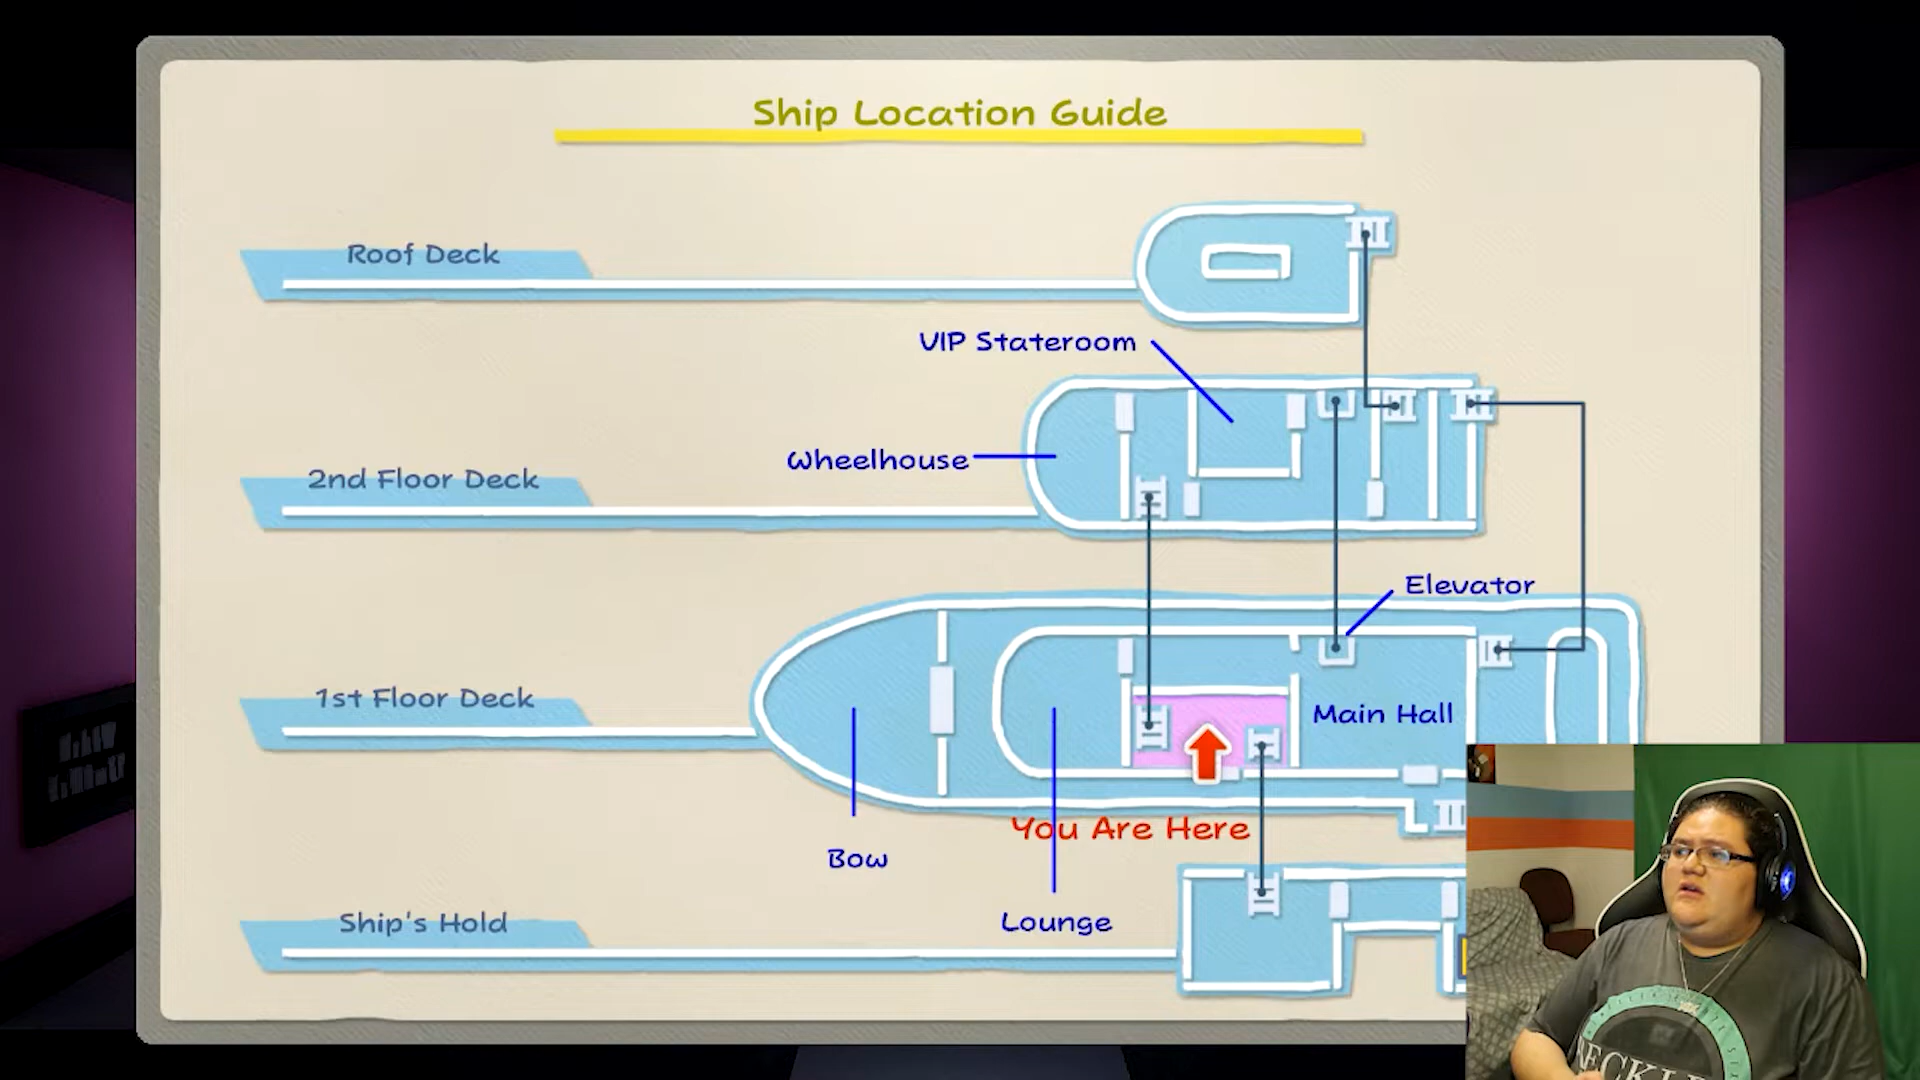 Ship Location Guide
Roof Deck
VIP Stateroom
Wheelhouse
2nd Floor Deck
Elevator
1st Floor Deck
Main Hall
You Are Here
Bow
Lounge
Ship's Hold